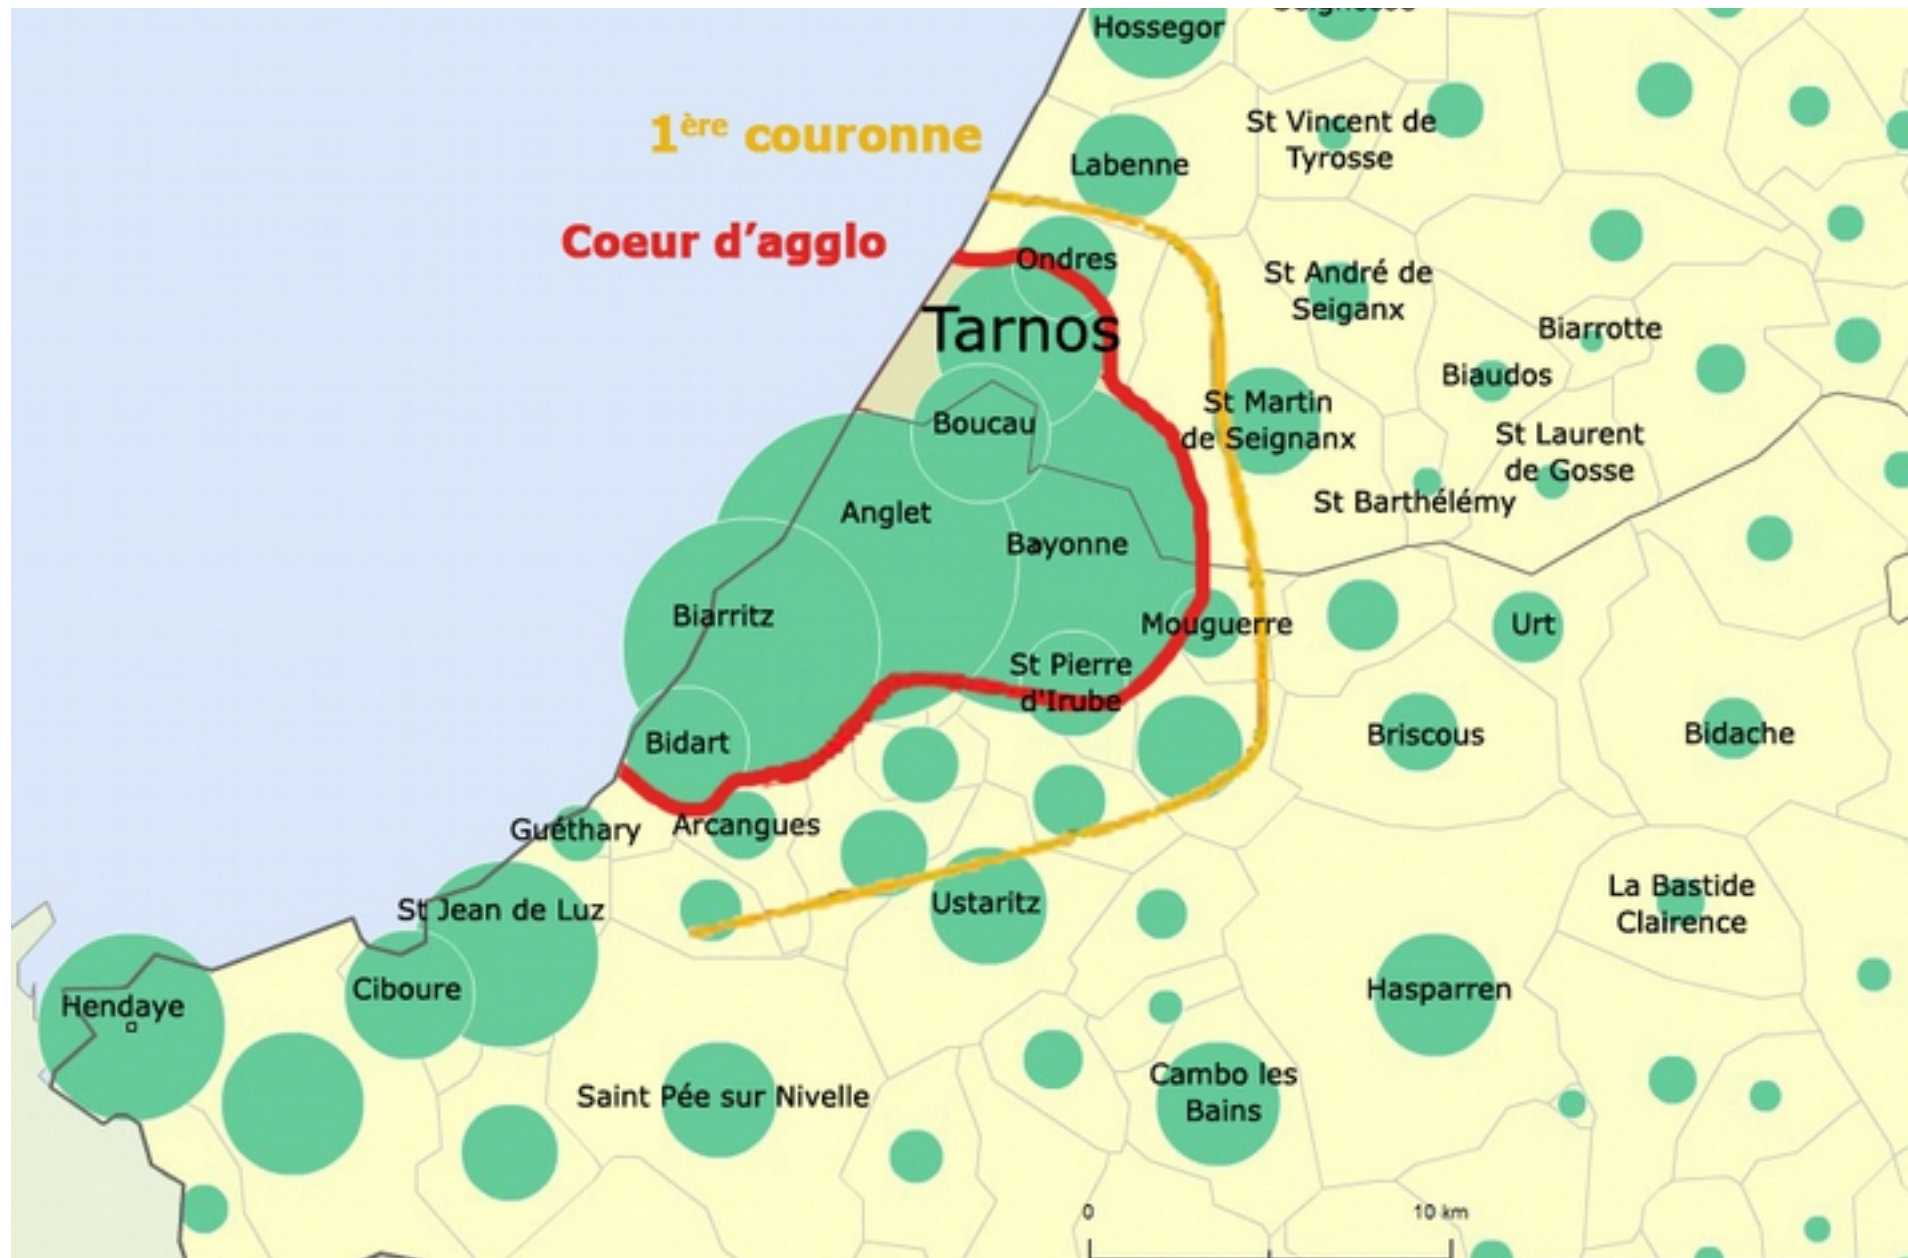 Hossegor
1ère couronne
St Vincent de
Tyrosse
Labenne
Coeur d'agglo
Ondres
St André de
Seiganx
Tarnos
Biarrotte
Biaudos
St Martin
de Seignanx
Boucau
St Laurent
de Gosse
St Barthélémy
Anglet
Bayonne
Biarritz
Mouguerre
Urt
St Pierre
d'Irube
Bidart
Briscous
Bidache
Guéthary
Arcangues
La Bastide
Clairence
St Jean de Luz
Ustaritz
Ciboure
Hasparren
Hendaye
Saint Pée sur Nivelle
Cambo les
Bains
0
10 km